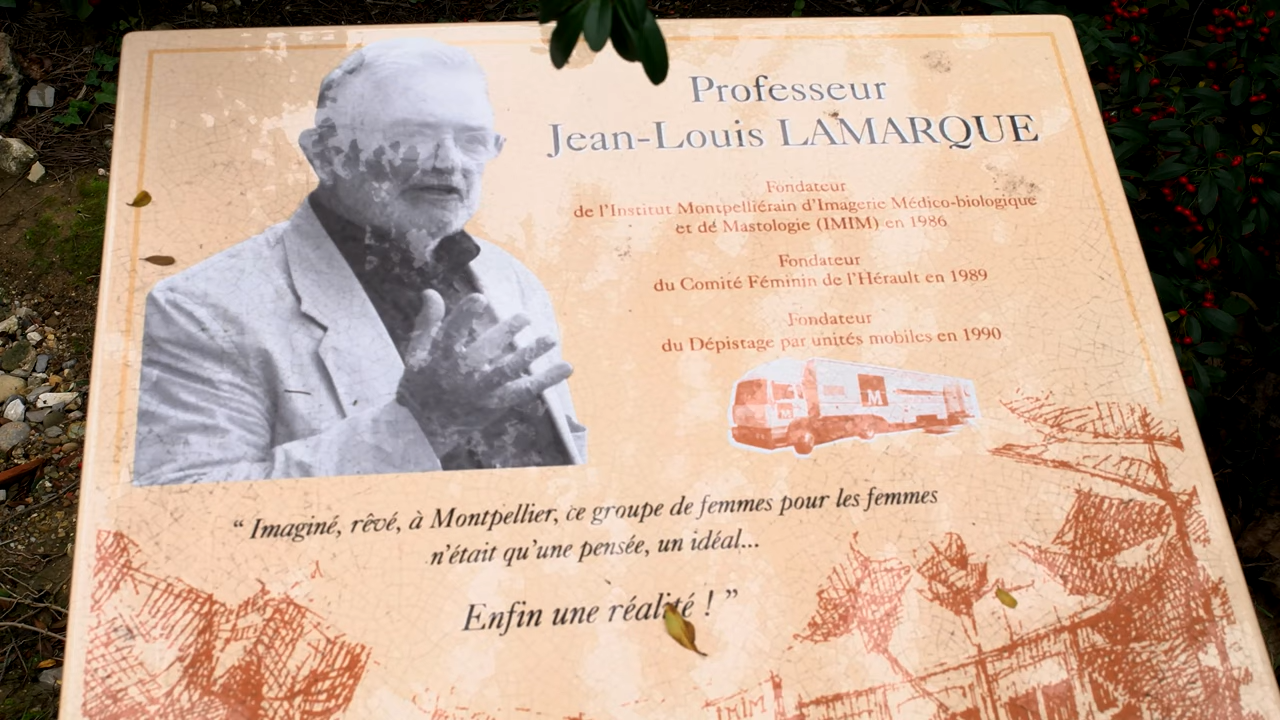 Professeur
Jean-Louis LAMARQUE
Fondateur
de l'Institut Montpelliérain d'Imagerie Médico-biologique
et de Mastologie (IMIM) en 1986
Fondateur
du Comité Féminin de l'Hérault en 1989
Fondateur
du Dépistage par unités mobiles en 1990
M
M
“ Imaginé, rêvé, à Montpellier, ce groupe de femmes pour les femmes
n'était qu'une pensée, un idéal...
Enfin une réalité ! ”
IMIM